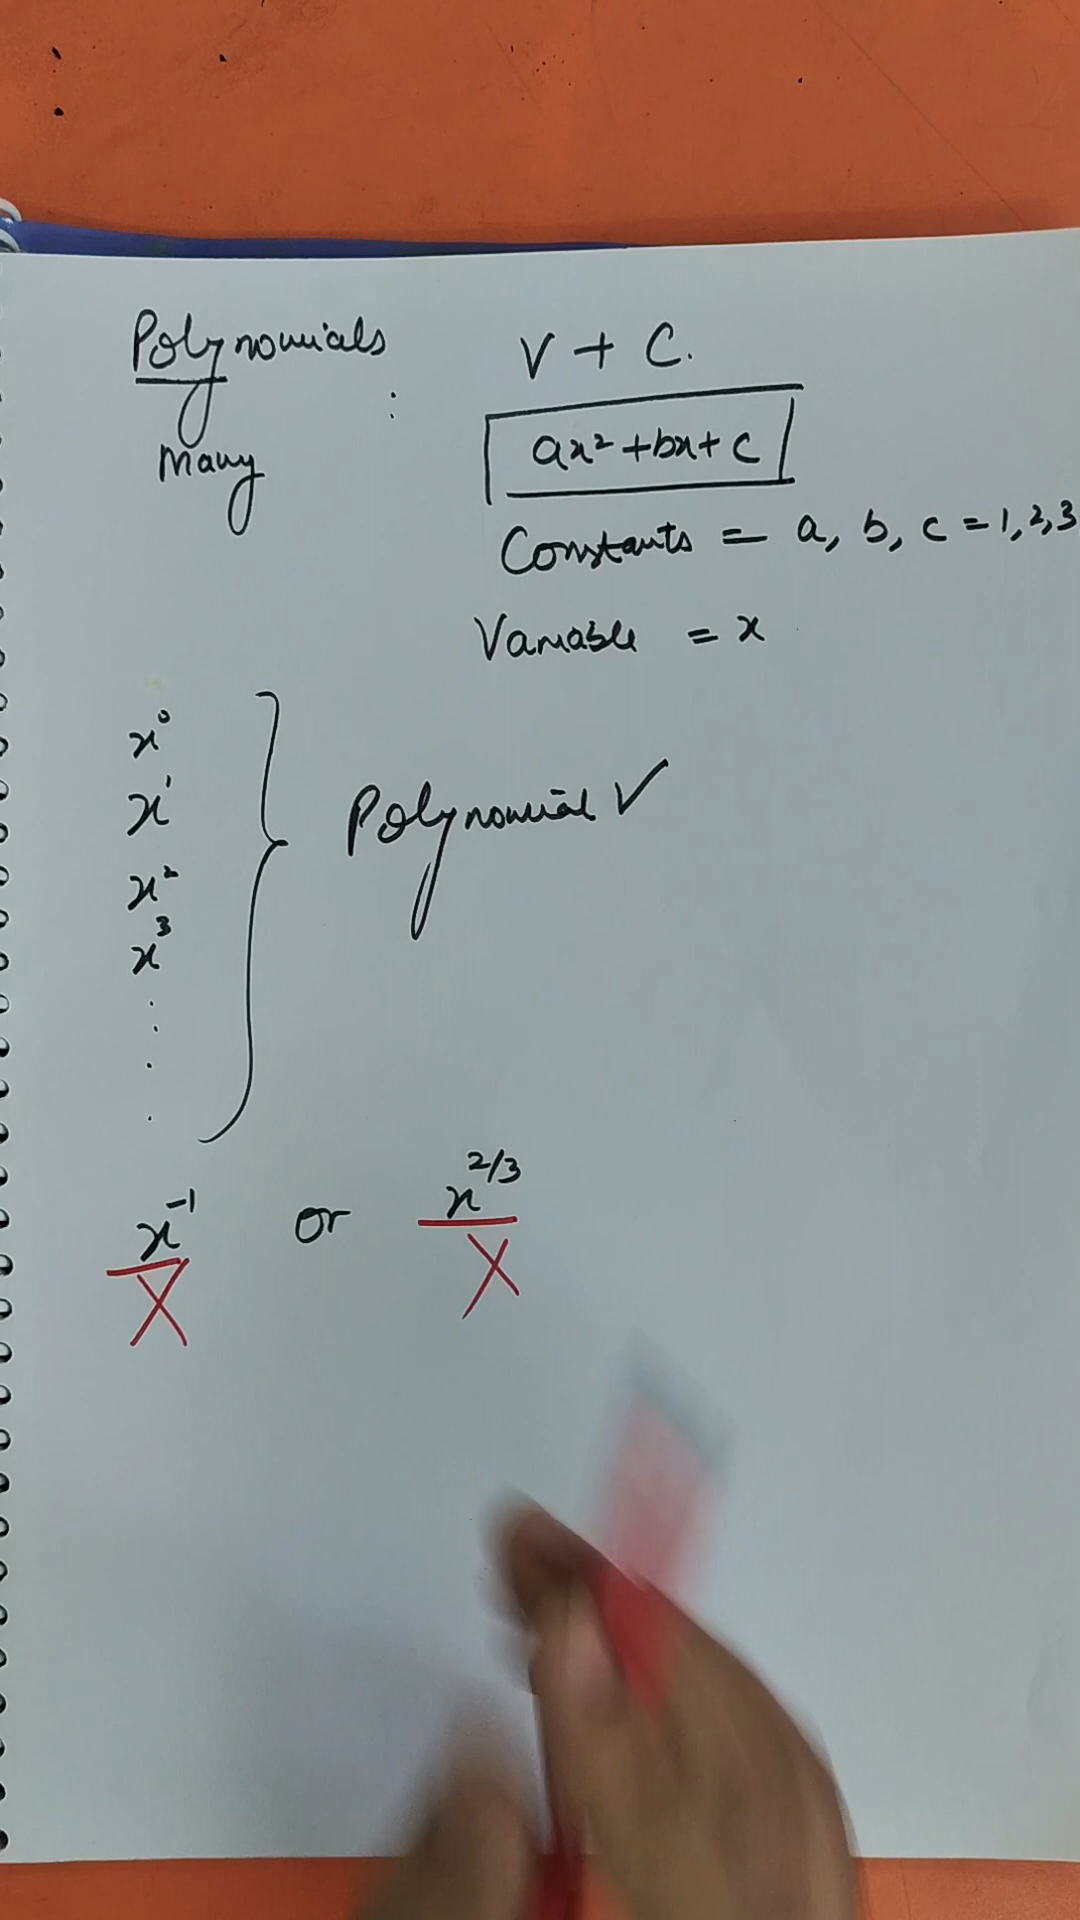 Polynomials : V + C.
Many
ax² + bx + c
Constants = a, b, c = 1, 2, 3
Variable = x
x⁰
x¹
x²
x³
Polynomial ✓
x⁻¹ or x^2/3
X X